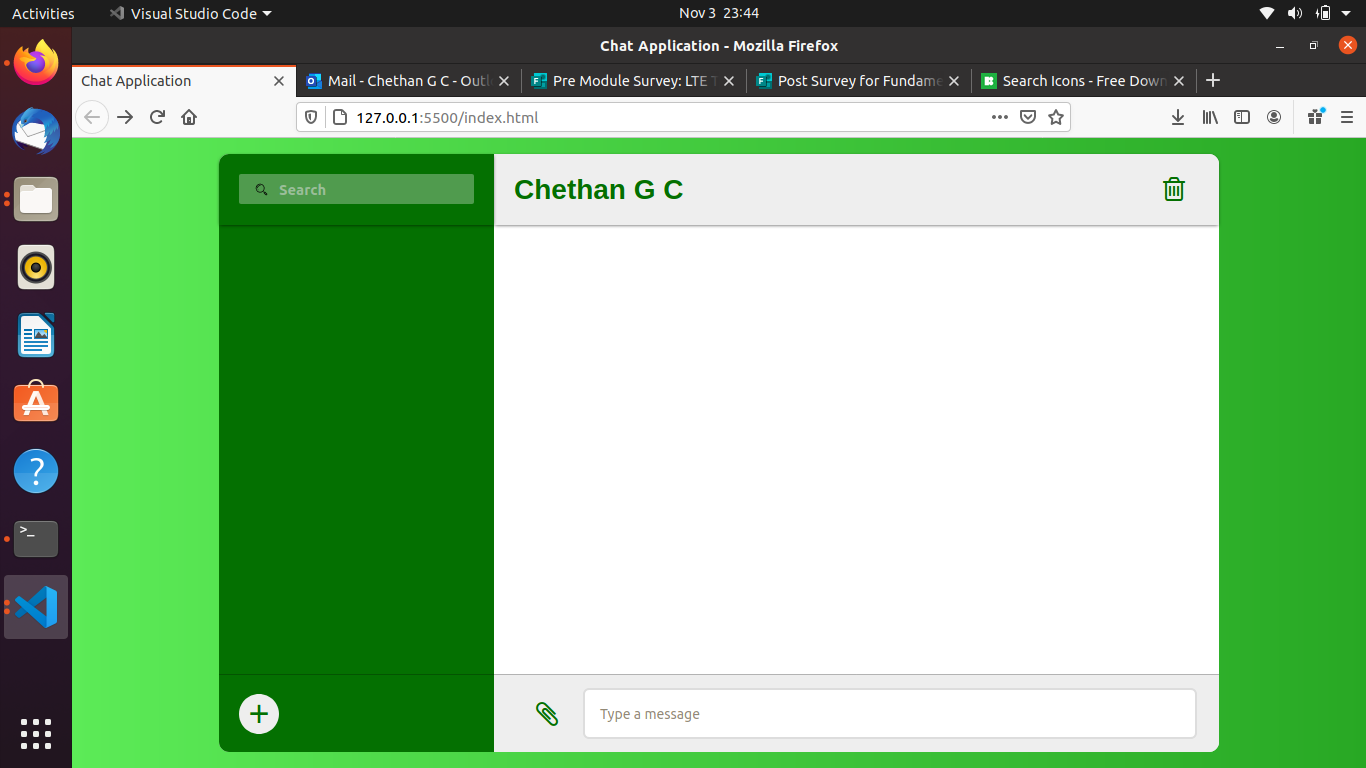 Activities
Visual Studio Code
Nov 3 23:44
Chat Application - Mozilla Firefox
Chat Application
Mail - Chethan G C - Outl
Pre Module Survey: LTE T
Post Survey for Fundame
Search Icons - Free Down
127.0.0.1:5500/index.html
Search
Chethan G C
Type a message